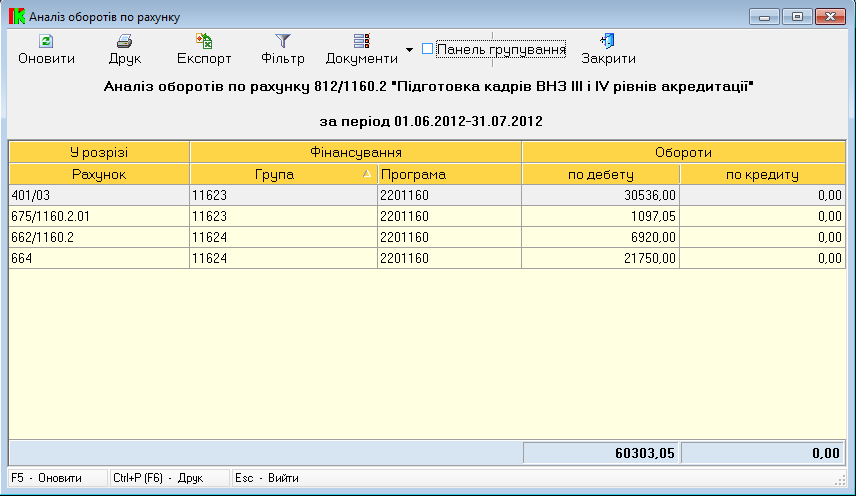 Аналіз оборотів по рахунку
Оновити Друк Експорт Фільтр Документи Панель групування Закрити
Аналіз оборотів по рахунку 812/1160.2 "Підготовка кадрів ВНЗ III і IV рівнів акредитації"
за період 01.06.2012-31.07.2012
У розрізі Фінансування Обороти
Рахунок Група Програма по дебету по кредиту
401/03 11623 2201160 30536,00 0,00
675/1160.2.01 11623 2201160 1097,05 0,00
662/1160.2 11624 2201160 6920,00 0,00
664 11624 2201160 21750,00 0,00
60303,05 0,00
F5 - Оновити Ctrl+P (F6) - Друк Esc - Вийти